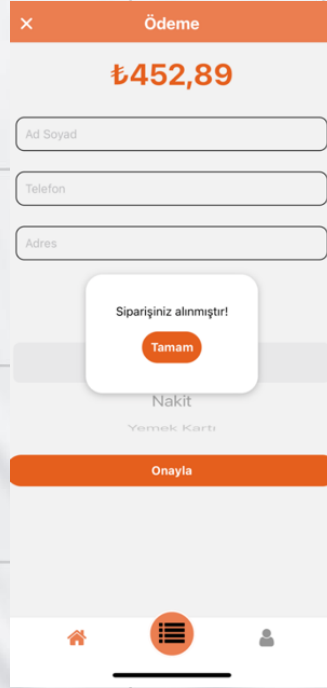 Ödeme
₺452,89
Ad Soyad
Telefon
Adres
Siparişiniz alınmıştır!
Tamam
Nakit
Yemek Kartı
Onayla